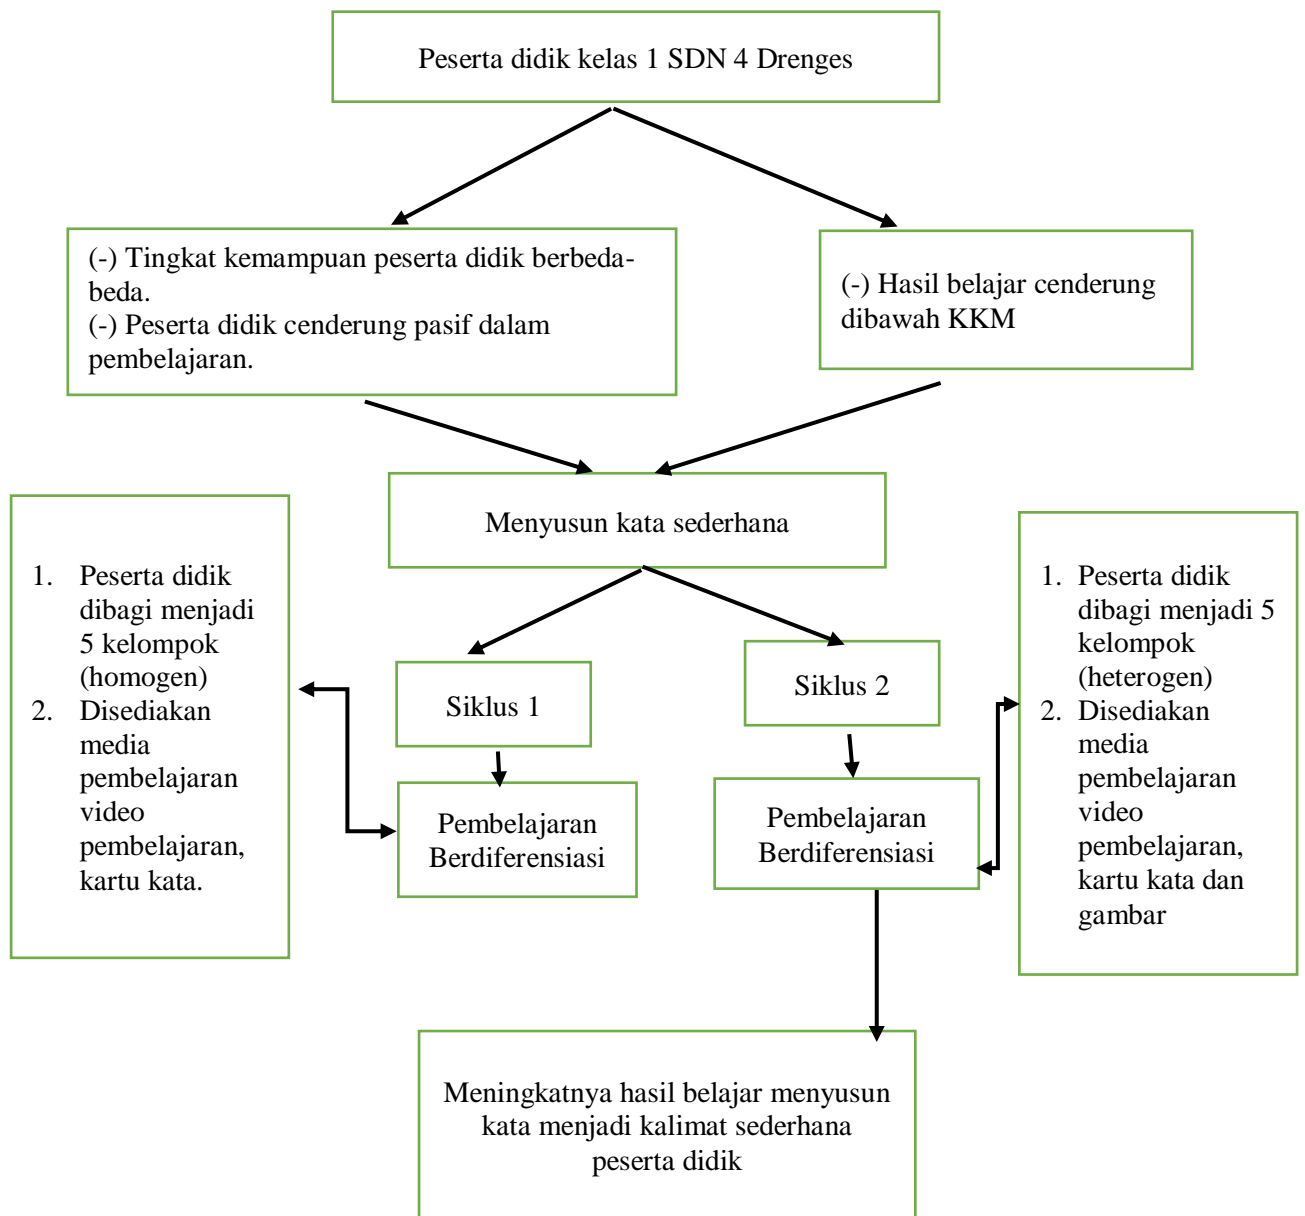 Peserta didik kelas 1 SDN 4 Drenges
(-) Tingkat kemampuan peserta didik berbeda-
beda.
(-) Peserta didik cenderung pasif dalam
pembelajaran.
(-) Hasil belajar cenderung
dibawah KKM
Menyusun kata sederhana
1. Peserta didik
dibagi menjadi
5 kelompok
(homogen)
2. Disediakan
media
pembelajaran
video
pembelajaran,
kartu kata.
Siklus 1
Pembelajaran
Berdiferensiasi
Siklus 2
Pembelajaran
Berdiferensiasi
1. Peserta didik
dibagi menjadi 5
kelompok
(heterogen)
2. Disediakan
media
pembelajaran
video
pembelajaran,
kartu kata dan
gambar
Meningkatnya hasil belajar menyusun
kata menjadi kalimat sederhana
peserta didik